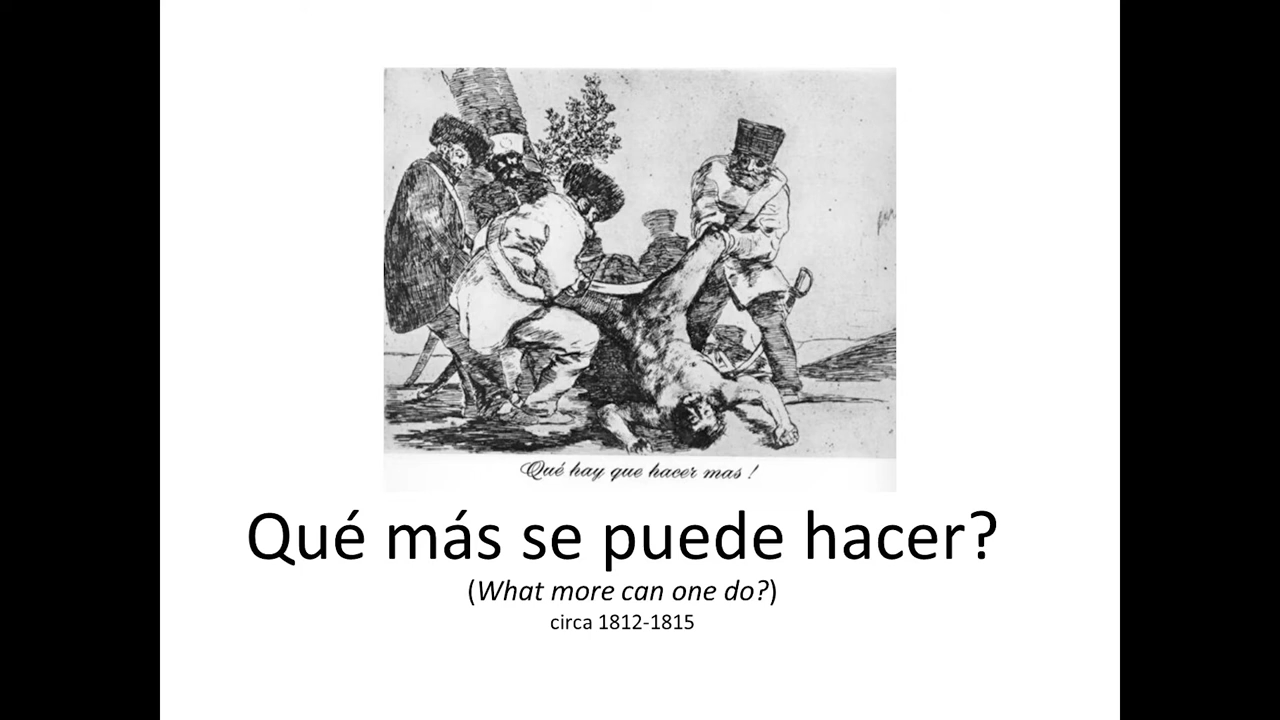 Qué hay que hacer mas !
Qué más se puede hacer?
(What more can one do?)
circa 1812-1815